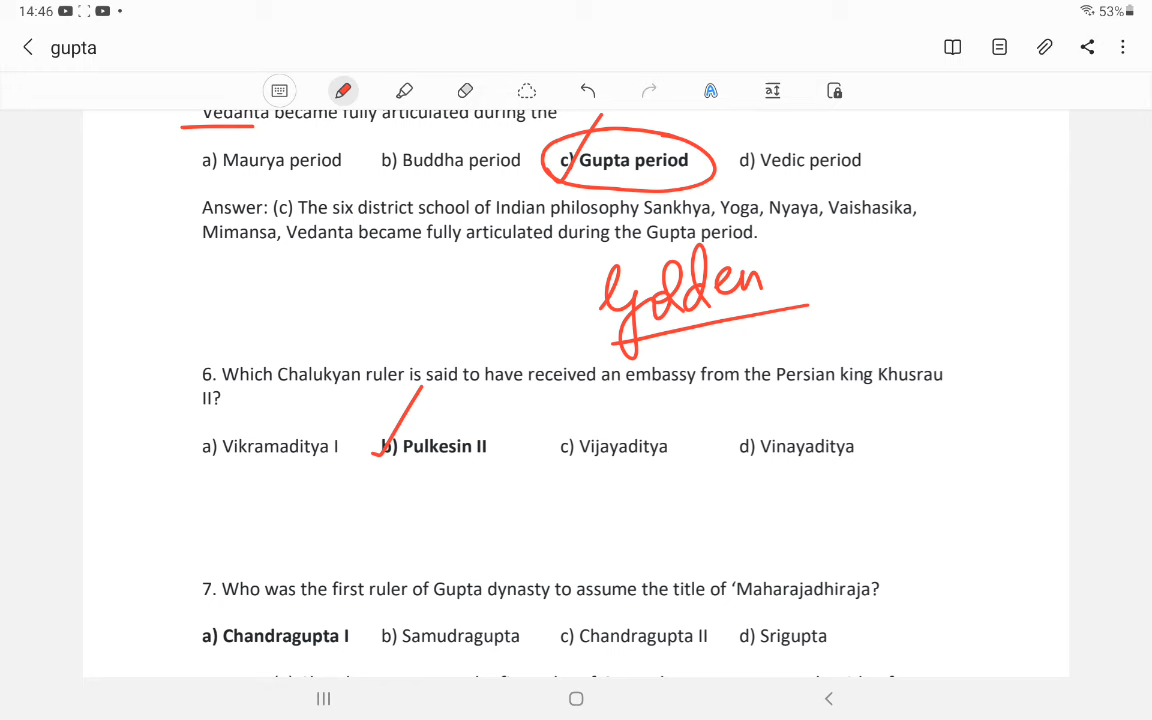 14:46
53%
gupta
Vedanta became fully articulated during the
a) Maurya period b) Buddha period c) Gupta period d) Vedic period
Answer: (c) The six district school of Indian philosophy Sankhya, Yoga, Nyaya, Vaishasika,
Mimansa, Vedanta became fully articulated during the Gupta period.
Golden
6. Which Chalukyan ruler is said to have received an embassy from the Persian king Khusrau
II?
a) Vikramaditya I b) Pulkesin II c) Vijayaditya d) Vinayaditya
7. Who was the first ruler of Gupta dynasty to assume the title of ‘Maharajadhiraja?
a) Chandragupta I b) Samudragupta c) Chandragupta II d) Srigupta